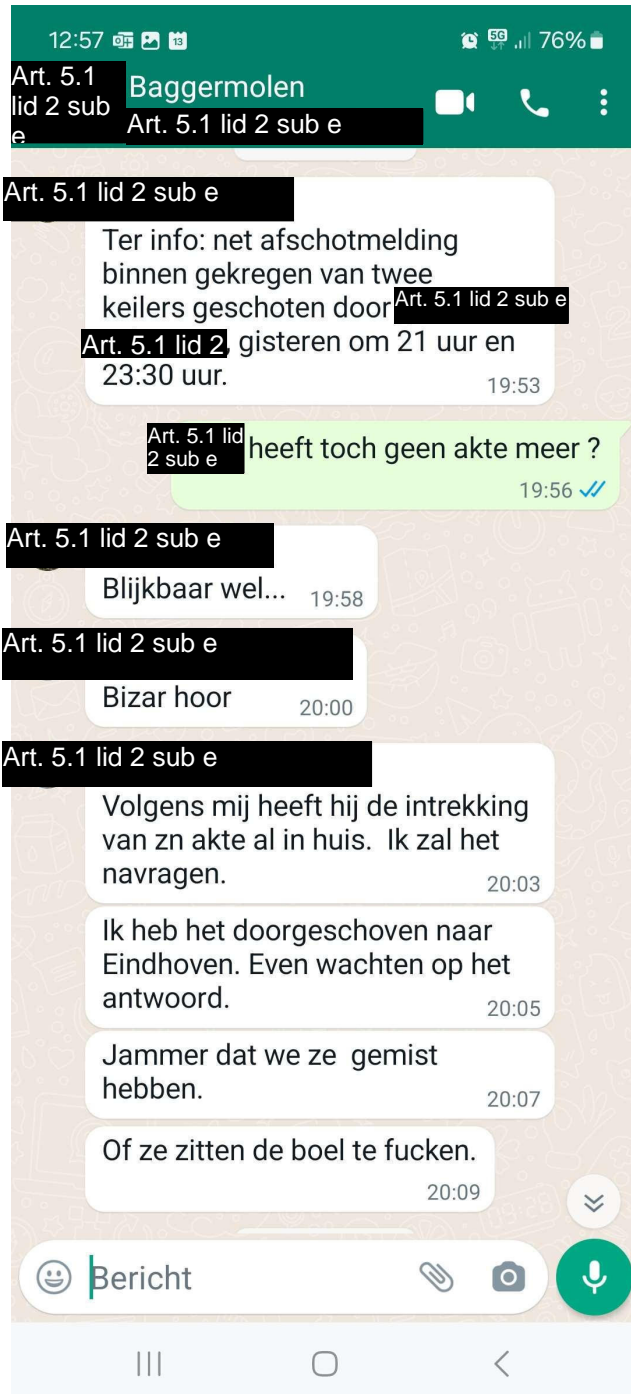 12:57 13 5G 76%
Art. 5.1
lid 2 sub
e
Baggermolen
Art. 5.1 lid 2 sub e
Art. 5.1 lid 2 sub e
Ter info: net afschotmelding
binnen gekregen van twee
keilers geschoten door Art. 5.1 lid 2 sub e
Art. 5.1 lid 2, gisteren om 21 uur en
23:30 uur.
19:53
Art. 5.1 lid
2 sub e
heeft toch geen akte meer ?
19:56
Art. 5.1 lid 2 sub e
Blijkbaar wel... 19:58
Art. 5.1 lid 2 sub e
Bizar hoor 20:00
Art. 5.1 lid 2 sub e
Volgens mij heeft hij de intrekking
van zn akte al in huis. Ik zal het
navragen.
20:03
Ik heb het doorgeschoven naar
Eindhoven. Even wachten op het
antwoord.
20:05
Jammer dat we ze gemist
hebben.
20:07
Of ze zitten de boel te fucken.
20:09
Bericht